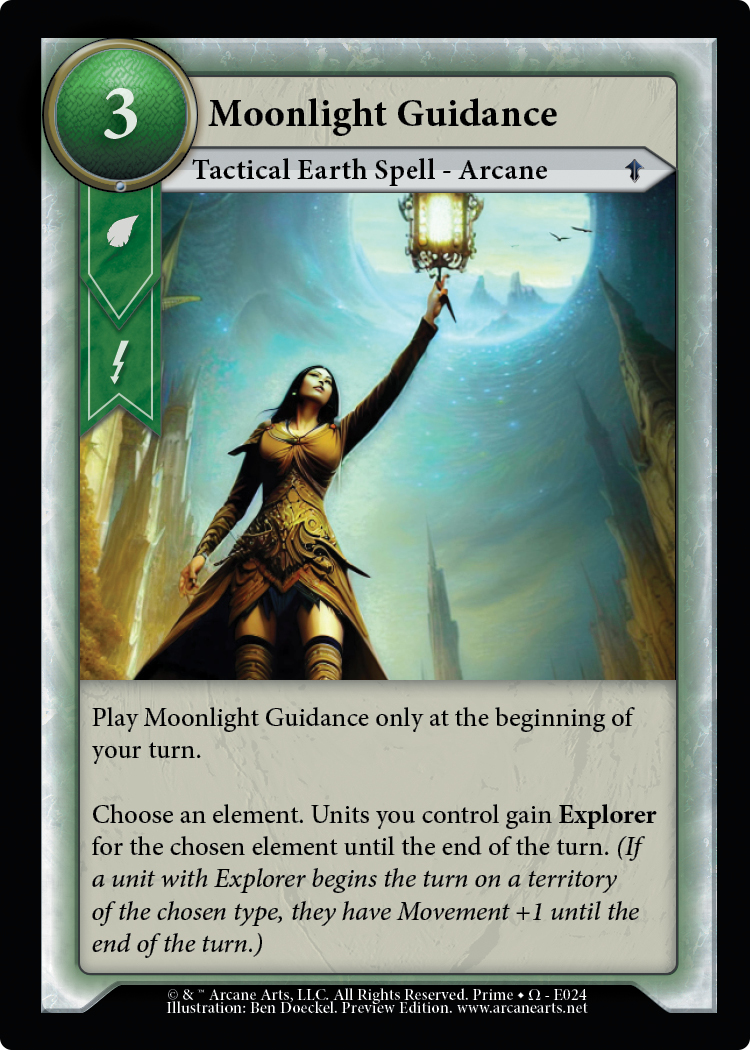 3
Moonlight Guidance
Tactical Earth Spell - Arcane
Play Moonlight Guidance only at the beginning of
your turn.
Choose an element. Units you control gain Explorer
for the chosen element until the end of the turn. (If
a unit with Explorer begins the turn on a territory
of the chosen type, they have Movement +1 until the
end of the turn.)
© & ™ Arcane Arts, LLC. All Rights Reserved. Prime ◆ Ω - E024
Illustration: Ben Doeckel. Preview Edition. www.arcanearts.net